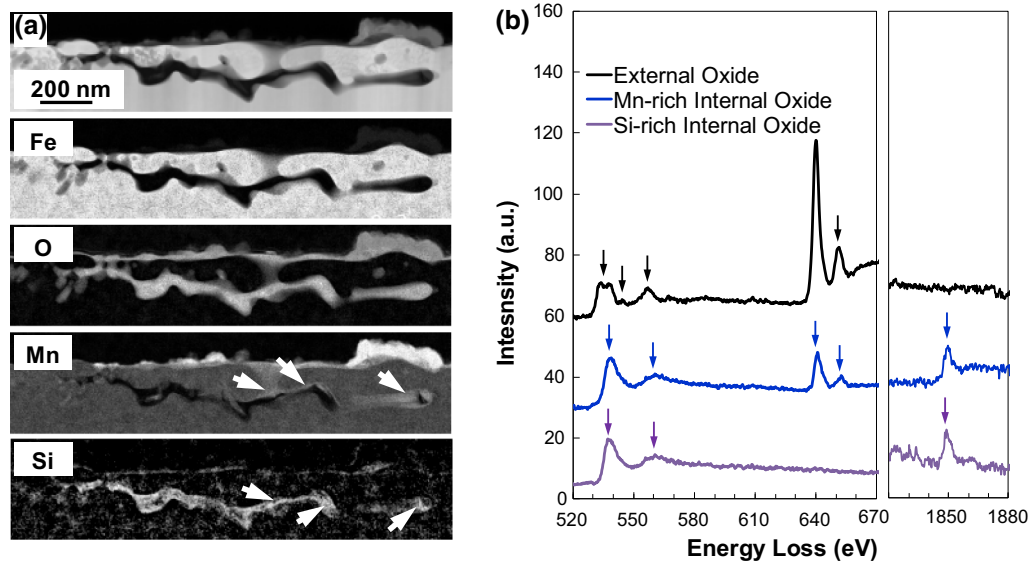 (a)
200 nm
Fe
O
Mn
Si
(b)
160
140
120
100
80
60
40
20
0
Intesnsity (a.u.)
External Oxide
Mn-rich Internal Oxide
Si-rich Internal Oxide
520 550 580 610 640 670 1850 1880
Energy Loss (eV)